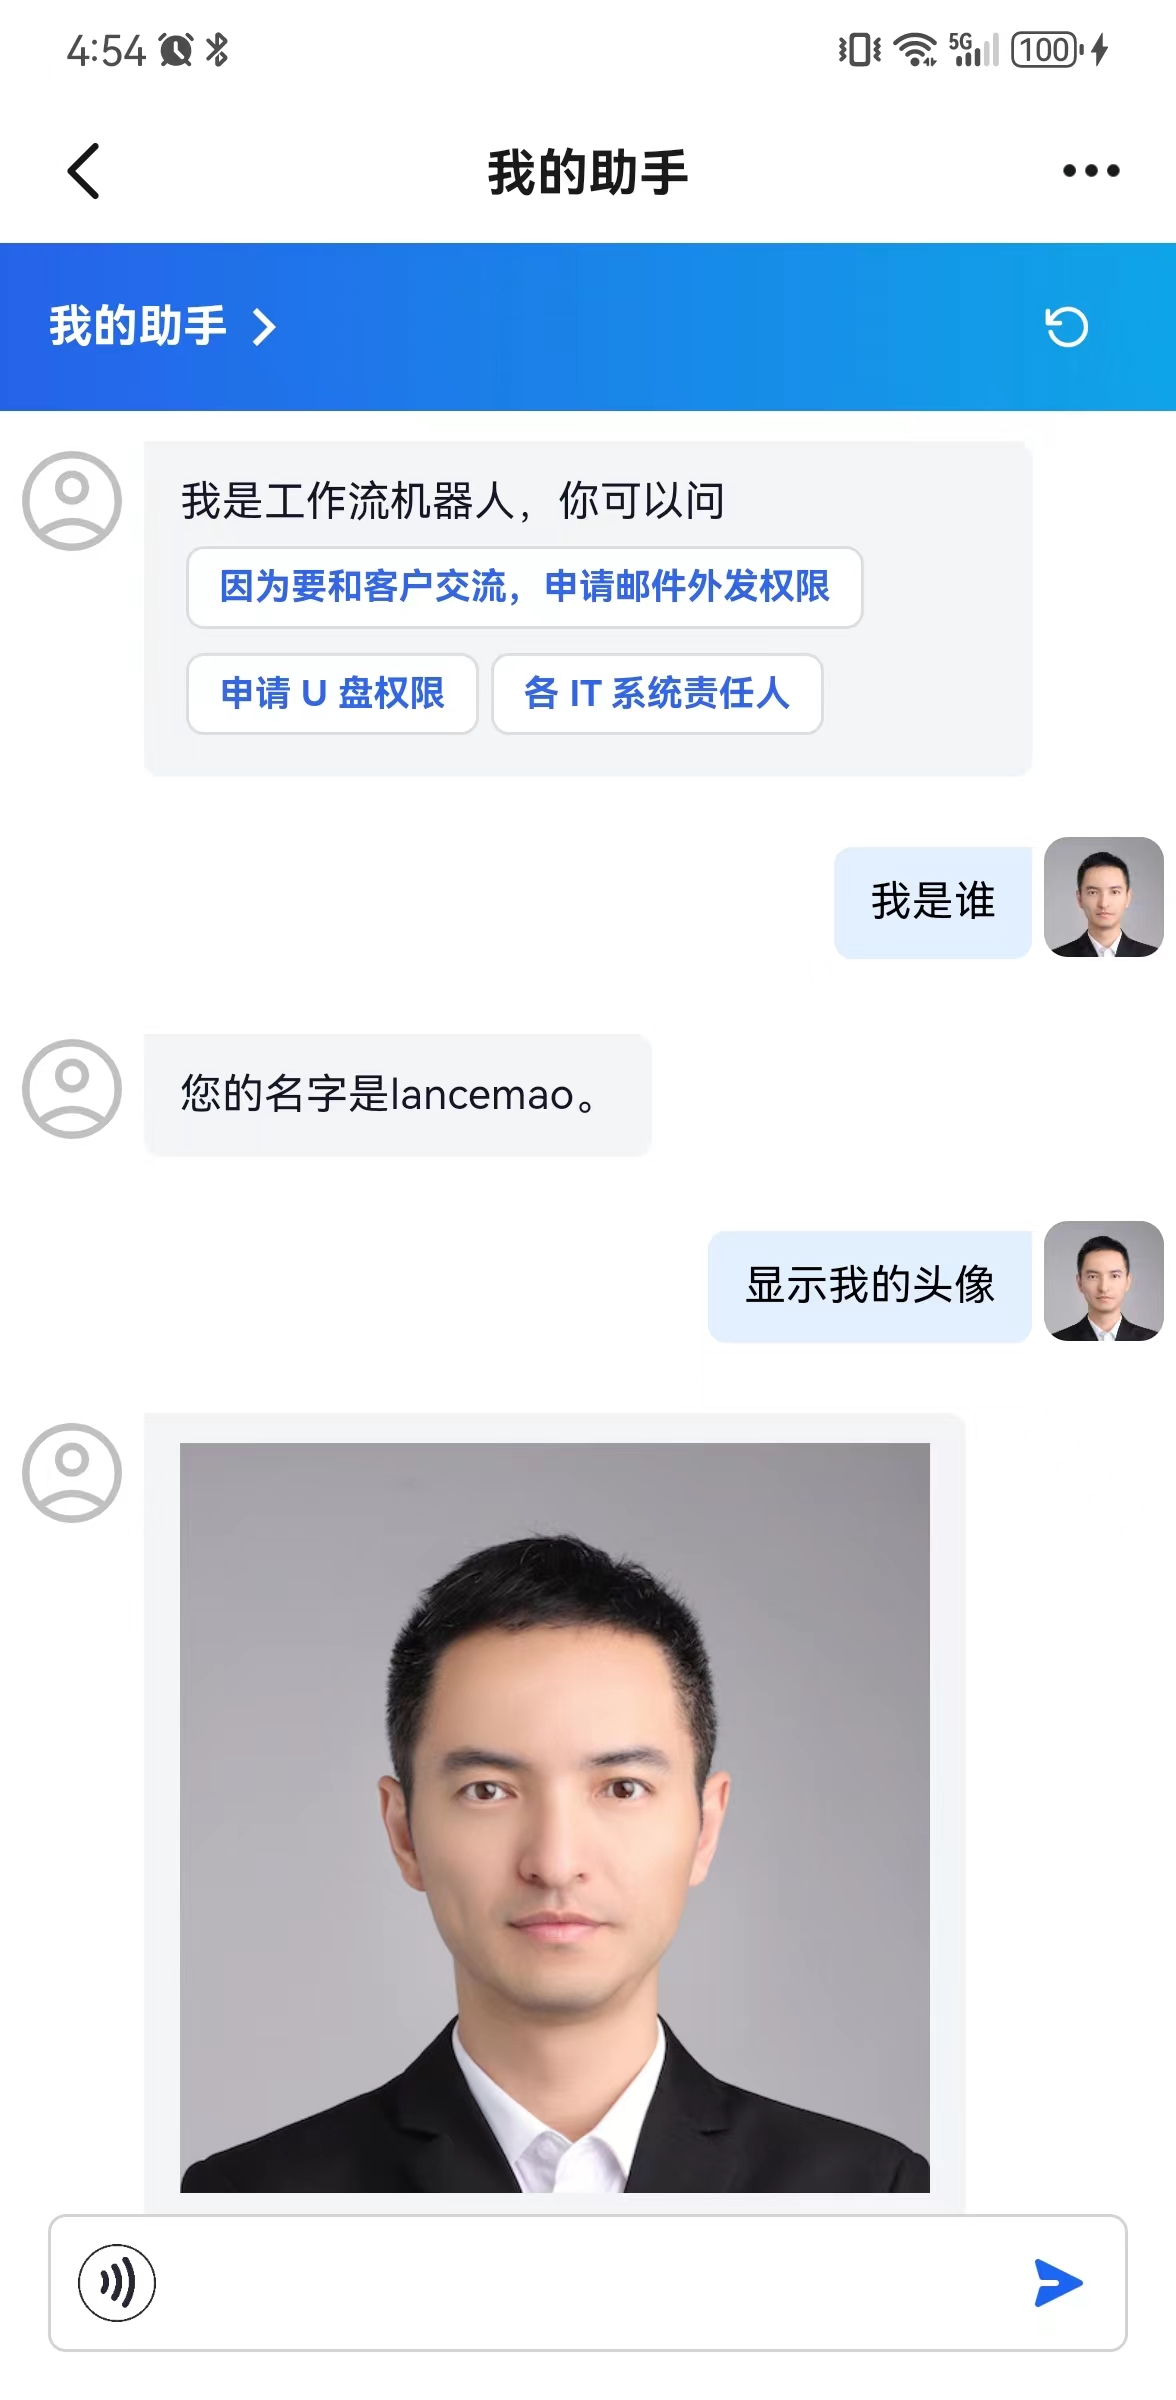 4:54
5G
100
我的助手
我的助手
我是工作流机器人，你可以问
因为要和客户交流，申请邮件外发权限
申请 U 盘权限
各 IT 系统责任人
我是谁
您的名字是lancemao。
显示我的头像